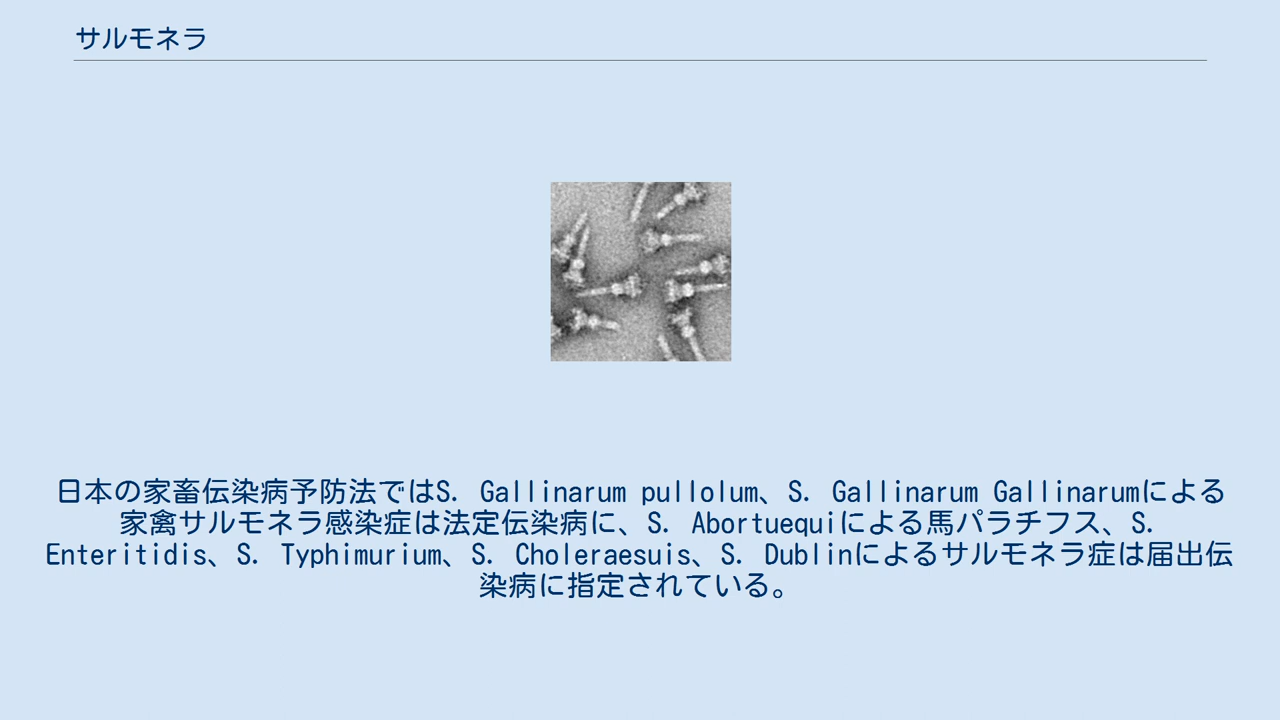 サルモネラ
日本の家畜伝染病予防法ではS. Gallinarum pullolum、S. Gallinarum Gallinarumによる
家禽サルモネラ感染症は法定伝染病に、S. Abortuequiによる馬パラチフス、S.
Enteritidis、S. Typhimurium、S. Choleraesuis、S. Dublinによるサルモネラ症は届出伝
染病に指定されている。